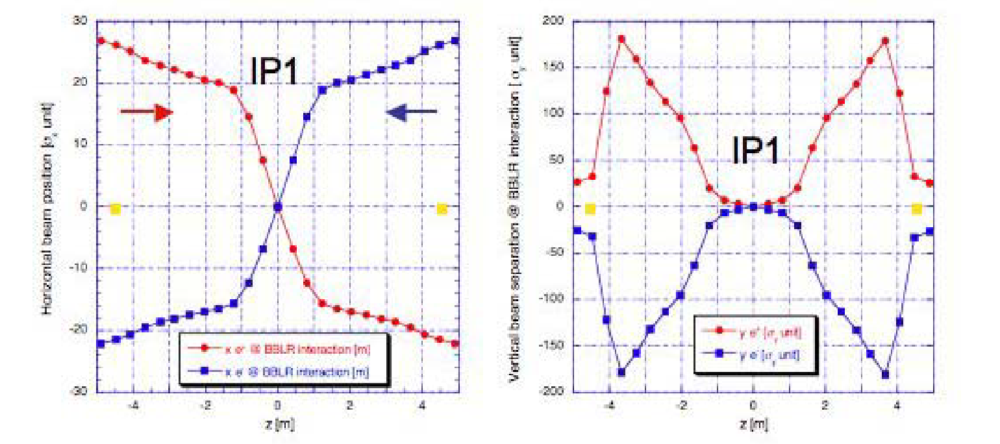 30
20
10
0
-10
-20
-30
-4
-2
0
2
4
z [m]
Horizontal beam position [σx unit]
IP1
x e⁺ @ BBLR interaction [m]
x e⁻ @ BBLR interaction [m]
200
150
100
50
0
-50
-100
-150
-200
-4
-2
0
2
4
z [m]
Vertical beam separation @ BBLR interaction [ σy unit]
IP1
y e⁺ [σy unit]
y e⁻ [σy unit]